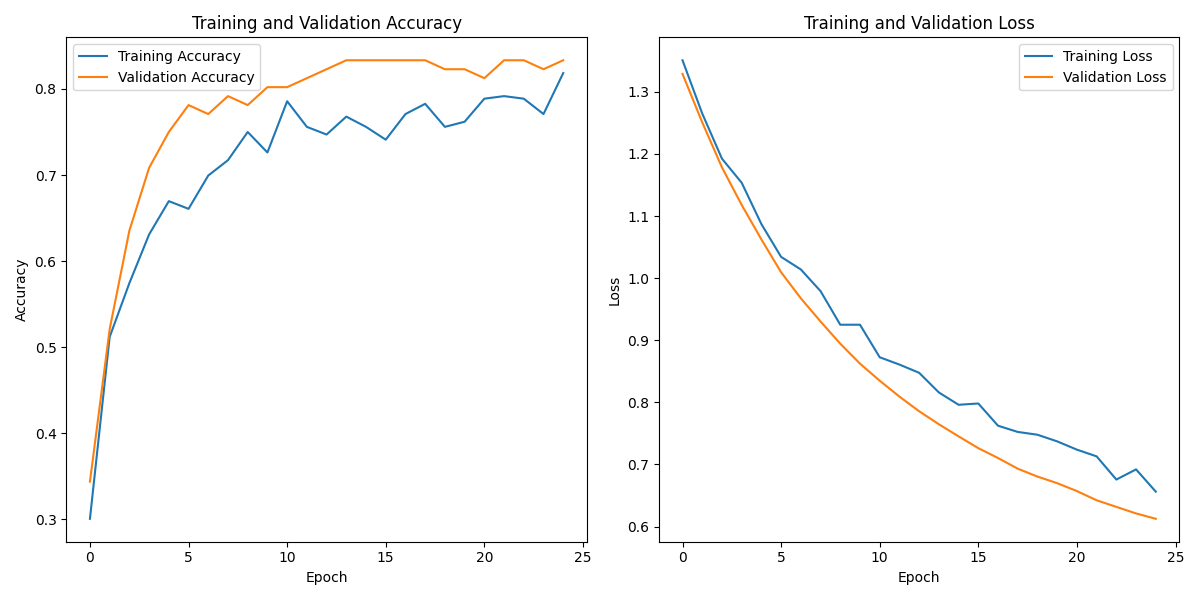 Training and Validation Accuracy
Training Accuracy
Validation Accuracy
0.8
0.7
0.6
0.5
0.4
0.3
Accuracy
0 5 10 15 20 25
Epoch
Training and Validation Loss
Training Loss
Validation Loss
1.3
1.2
1.1
1.0
0.9
0.8
0.7
0.6
Loss
0 5 10 15 20 25
Epoch